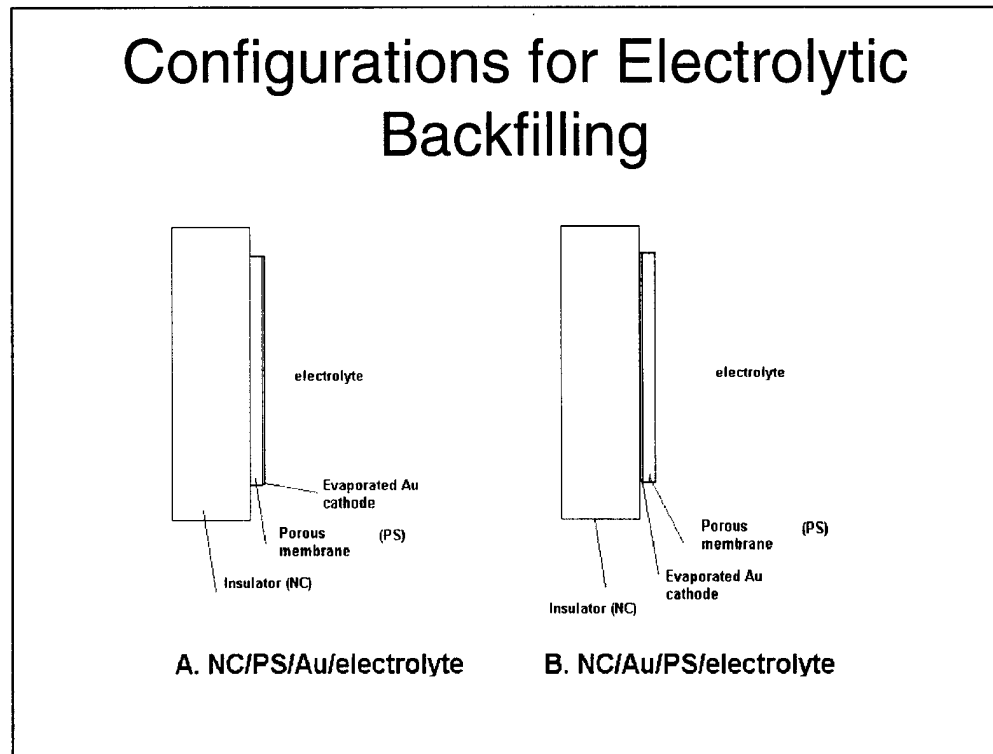 Configurations for Electrolytic
Backfilling
electrolyte
Evaporated Au
cathode
Porous (PS)
membrane
Insulator (NC)
A. NC/PS/Au/electrolyte
electrolyte
Porous (PS)
membrane
Evaporated Au
cathode
Insulator (NC)
B. NC/Au/PS/electrolyte